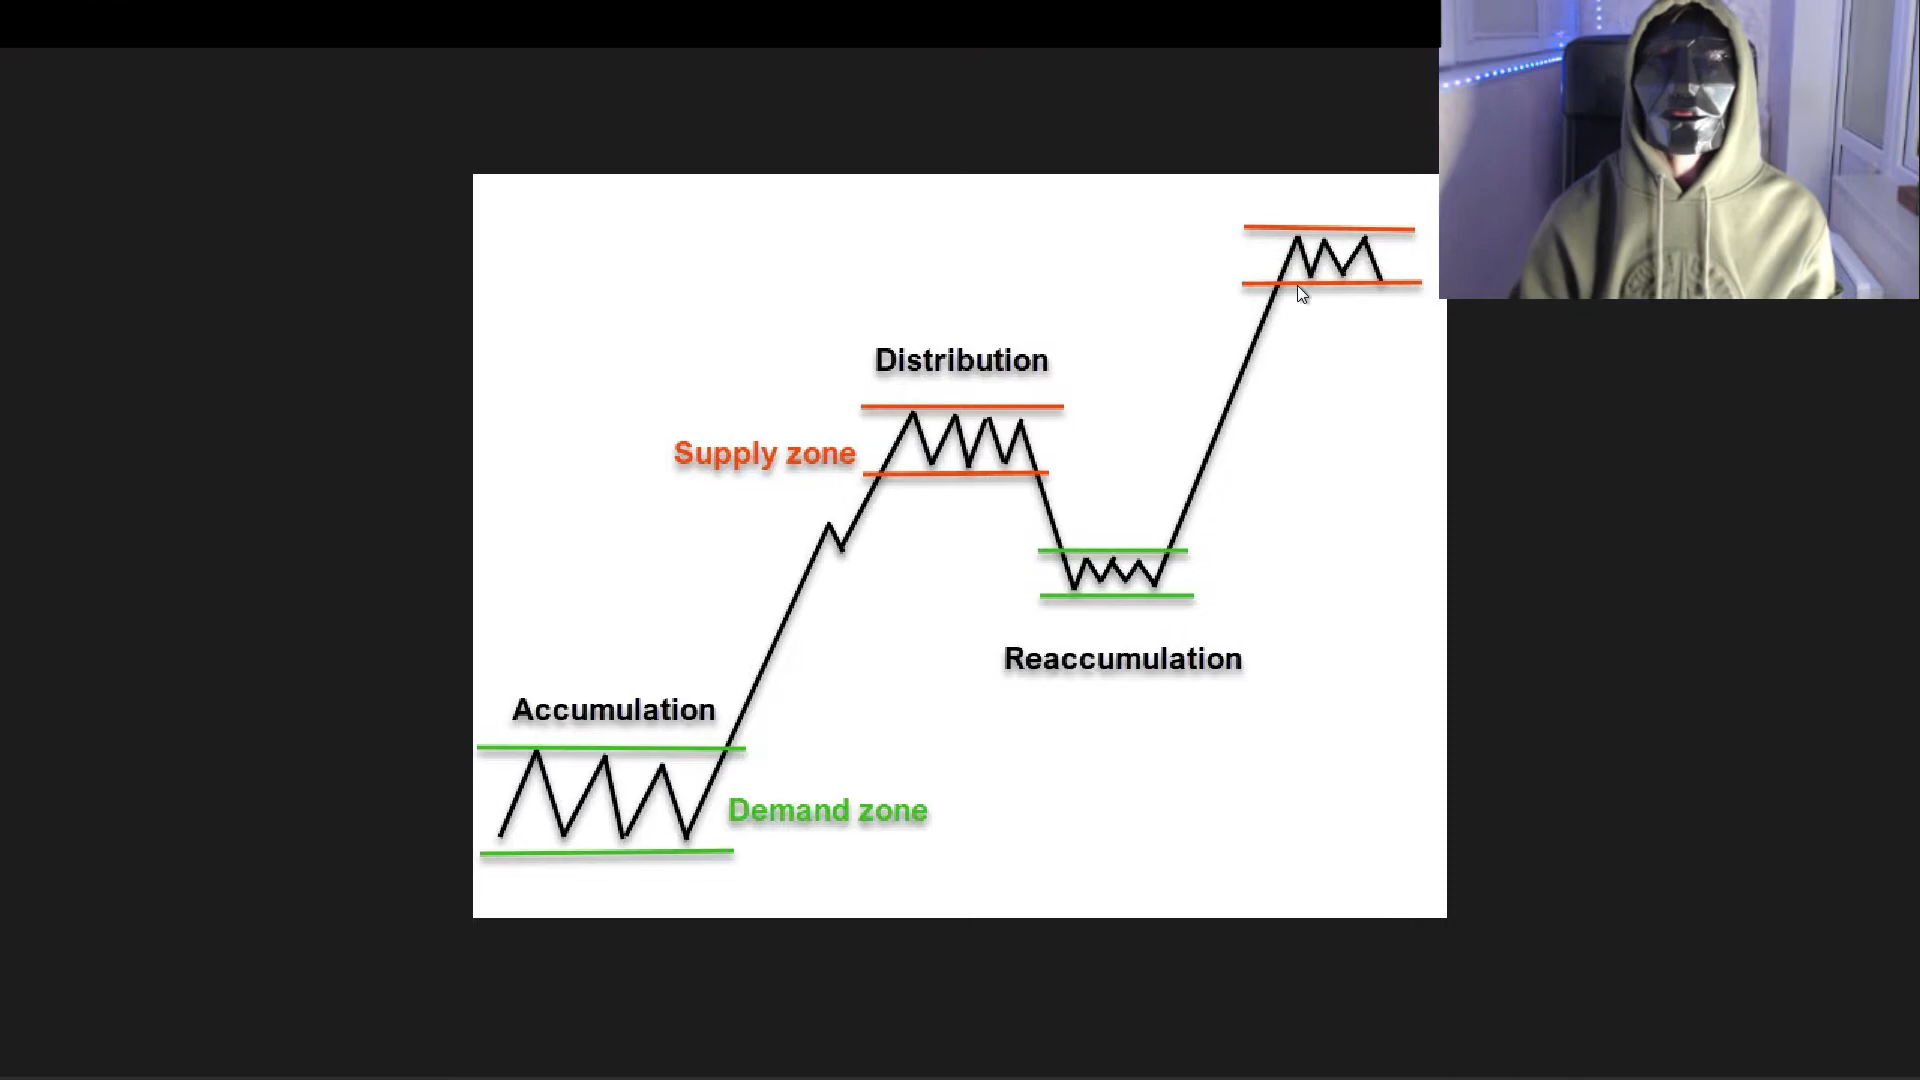 Distribution
Supply zone
Reaccumulation
Accumulation
Demand zone